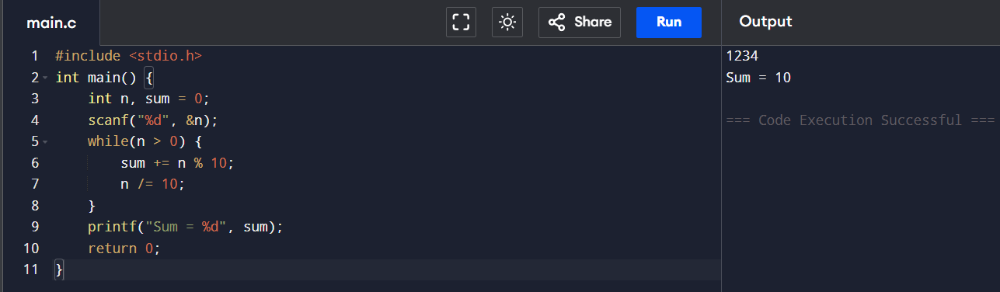 main.c
Share
Run
Output
1 #include <stdio.h>
2 int main() {
3     int n, sum = 0;
4     scanf("%d", &n);
5     while(n > 0) {
6         sum += n % 10;
7         n /= 10;
8     }
9     printf("Sum = %d", sum);
10     return 0;
11 }
1234
Sum = 10
=== Code Execution Successful ===